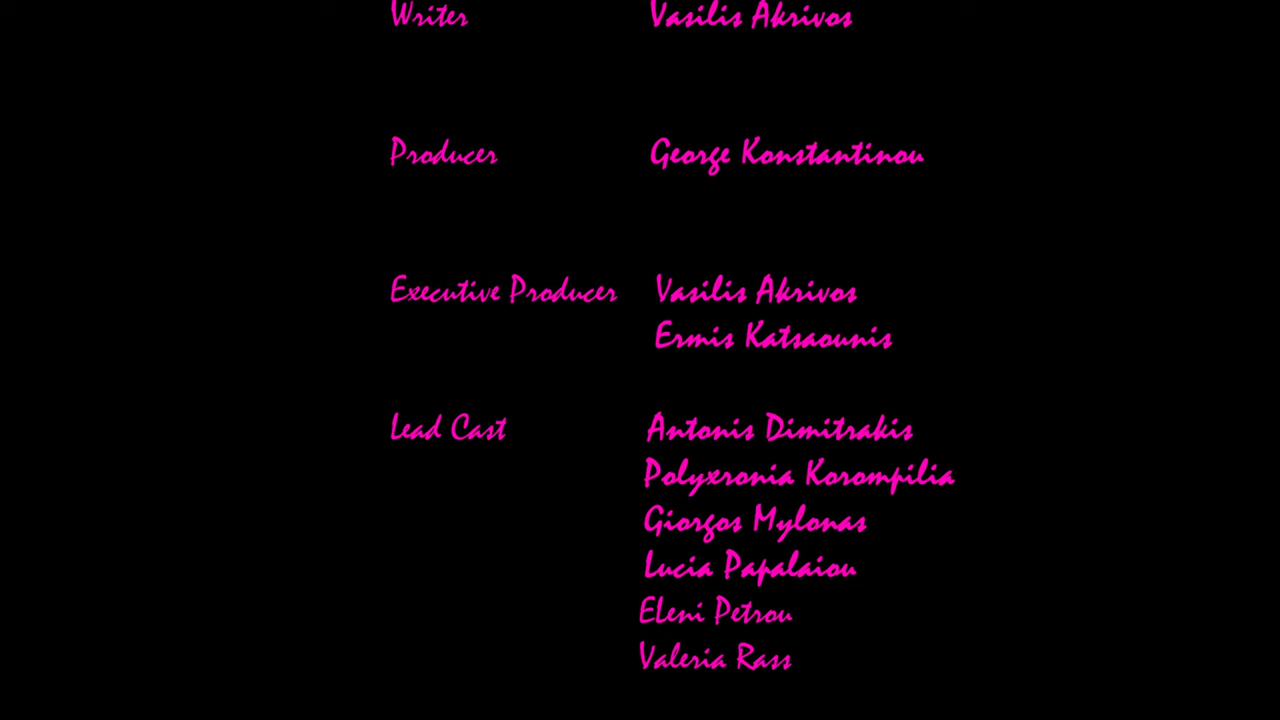 Writer Vasilis Akrivos
Producer George Konstantinou
Executive Producer Vasilis Akrivos
Ermis Katsaounis
Lead Cast Antonis Dimitrakis
Polyxronia Korompilia
Giorgos Mylonas
Lucia Papalaiou
Eleni Petrou
Valeria Rass